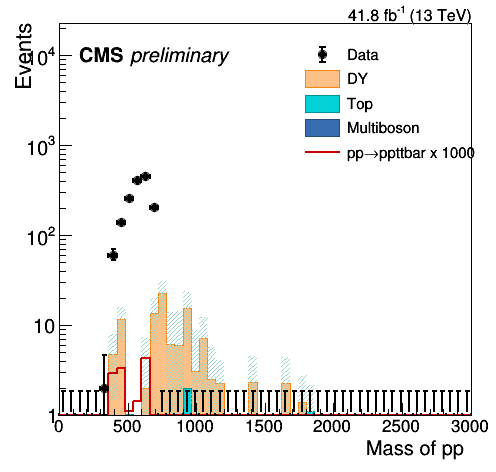 41.8 fb⁻¹ (13 TeV)
Events
CMS preliminary
Data
DY
Top
Multiboson
pp→ppttbar x 1000
10⁴
10³
10²
10
1
0 500 1000 1500 2000 2500 3000
Mass of pp